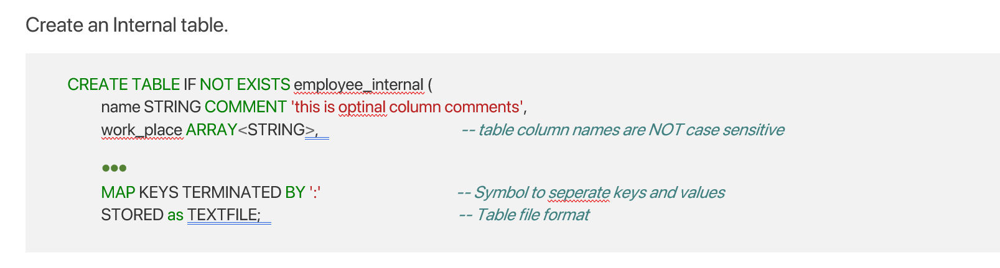 Create an Internal table.
CREATE TABLE IF NOT EXISTS employee_internal (
name STRING COMMENT 'this is optinal column comments',
work_place ARRAY<STRING>, -- table column names are NOT case sensitive
●●●
MAP KEYS TERMINATED BY ':' -- Symbol to seperate keys and values
STORED as TEXTFILE; -- Table file format